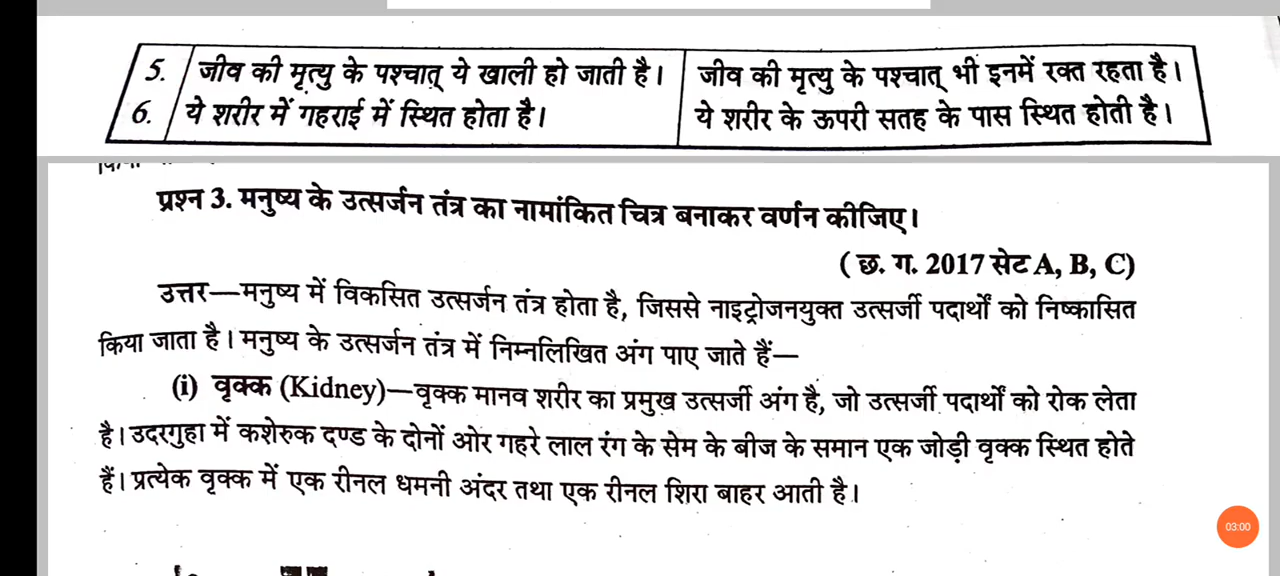 5. जीव की मृत्यु के पश्चात् ये खाली हो जाती है। जीव की मृत्यु के पश्चात् भी इनमें रक्त रहता है।
6. ये शरीर में गहराई में स्थित होता है। ये शरीर के ऊपरी सतह के पास स्थित होती है।
प्रश्न 3. मनुष्य के उत्सर्जन तंत्र का नामांकित चित्र बनाकर वर्णन कीजिए।
( छ. ग. 2017 सेट A, B, C)
उत्तर—मनुष्य में विकसित उत्सर्जन तंत्र होता है, जिससे नाइट्रोजनयुक्त उत्सर्जी पदार्थों को निष्कासित
किया जाता है। मनुष्य के उत्सर्जन तंत्र में निम्नलिखित अंग पाए जाते हैं—
(i) वृक्क (Kidney)—वृक्क मानव शरीर का प्रमुख उत्सर्जी अंग है, जो उत्सर्जी पदार्थों को रोक लेता
है। उदरगुहा में कशेरुक दण्ड के दोनों ओर गहरे लाल रंग के सेम के बीज के समान एक जोड़ी वृक्क स्थित होते
हैं। प्रत्येक वृक्क में एक रीनल धमनी अंदर तथा एक रीनल शिरा बाहर आती है।
03:00